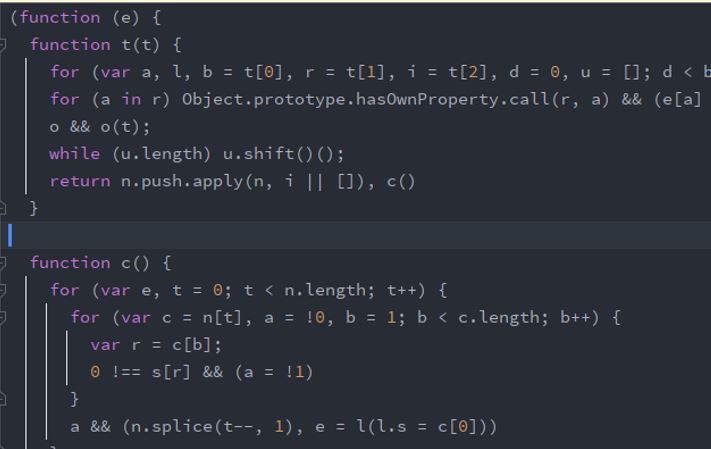 (function (e) {
function t(t) {
for (var a, l, b = t[0], r = t[1], i = t[2], d = 0, u = []; d < b
for (a in r) Object.prototype.hasOwnProperty.call(r, a) && (e[a]
o && o(t);
while (u.length) u.shift()();
return n.push.apply(n, i || []), c()
}
function c() {
for (var e, t = 0; t < n.length; t++) {
for (var c = n[t], a = !0, b = 1; b < c.length; b++) {
var r = c[b];
0 !== s[r] && (a = !1)
}
a && (n.splice(t--, 1), e = l(l.s = c[0]))